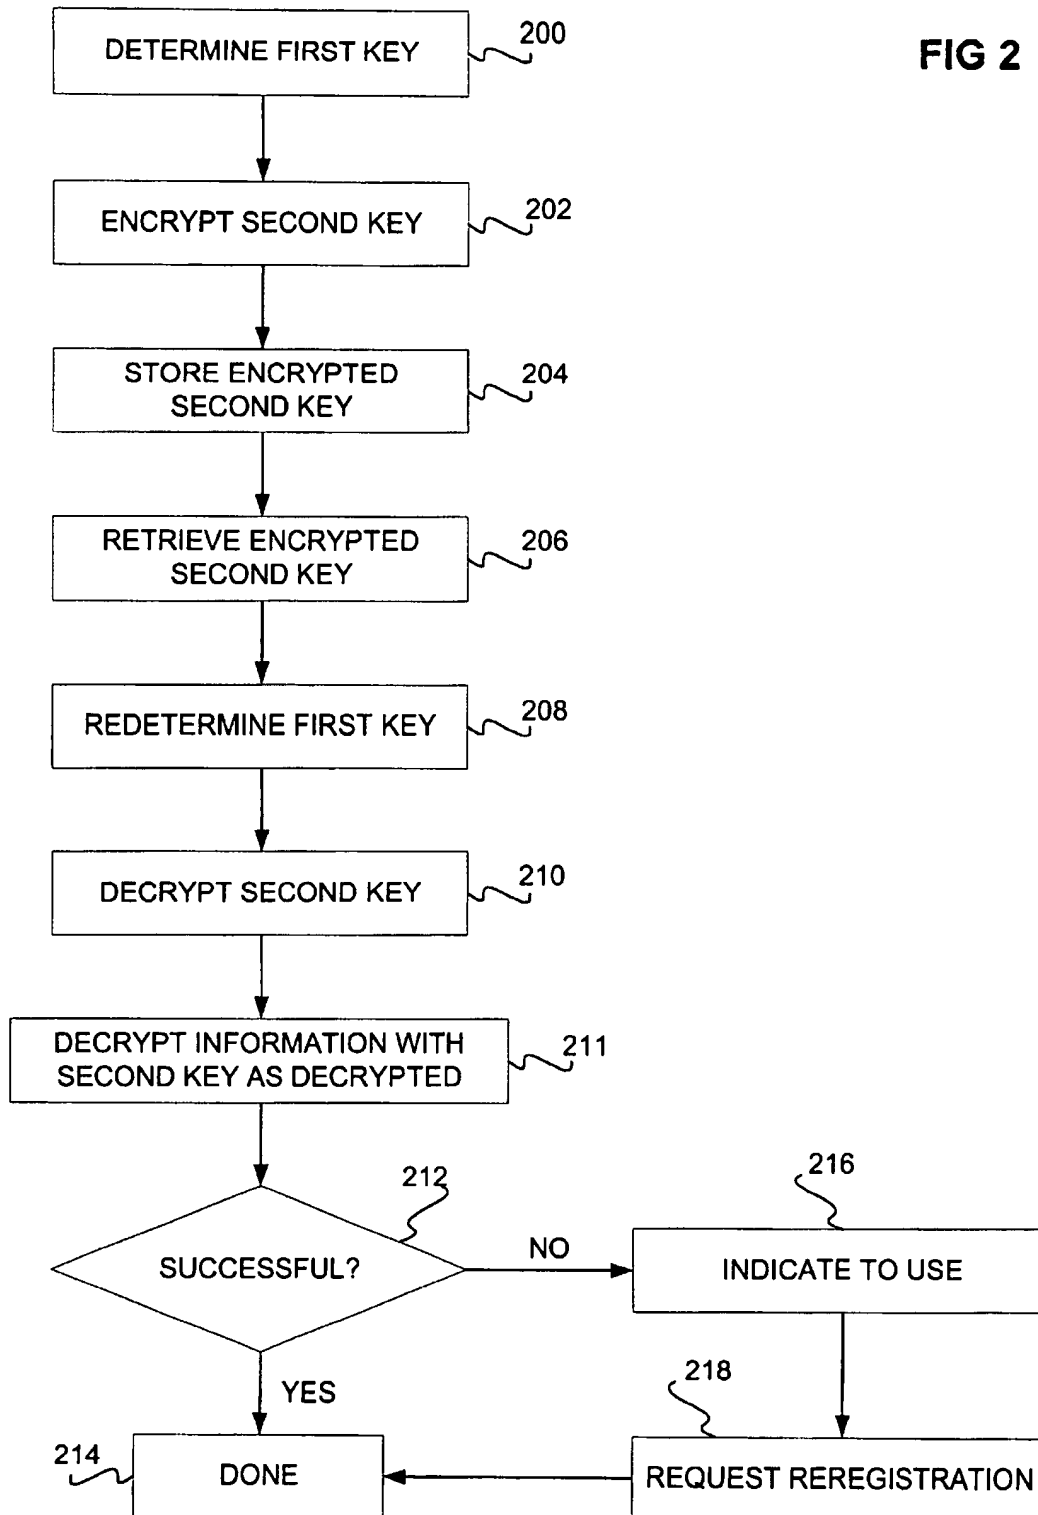 FIG 2
DETERMINE FIRST KEY
200
ENCRYPT SECOND KEY
202
STORE ENCRYPTED
SECOND KEY
204
RETRIEVE ENCRYPTED
SECOND KEY
206
REDETERMINE FIRST KEY
208
DECRYPT SECOND KEY
210
DECRYPT INFORMATION WITH
SECOND KEY AS DECRYPTED
211
212
SUCCESSFUL?
NO
216
INDICATE TO USE
YES
218
REQUEST REREGISTRATION
214
DONE